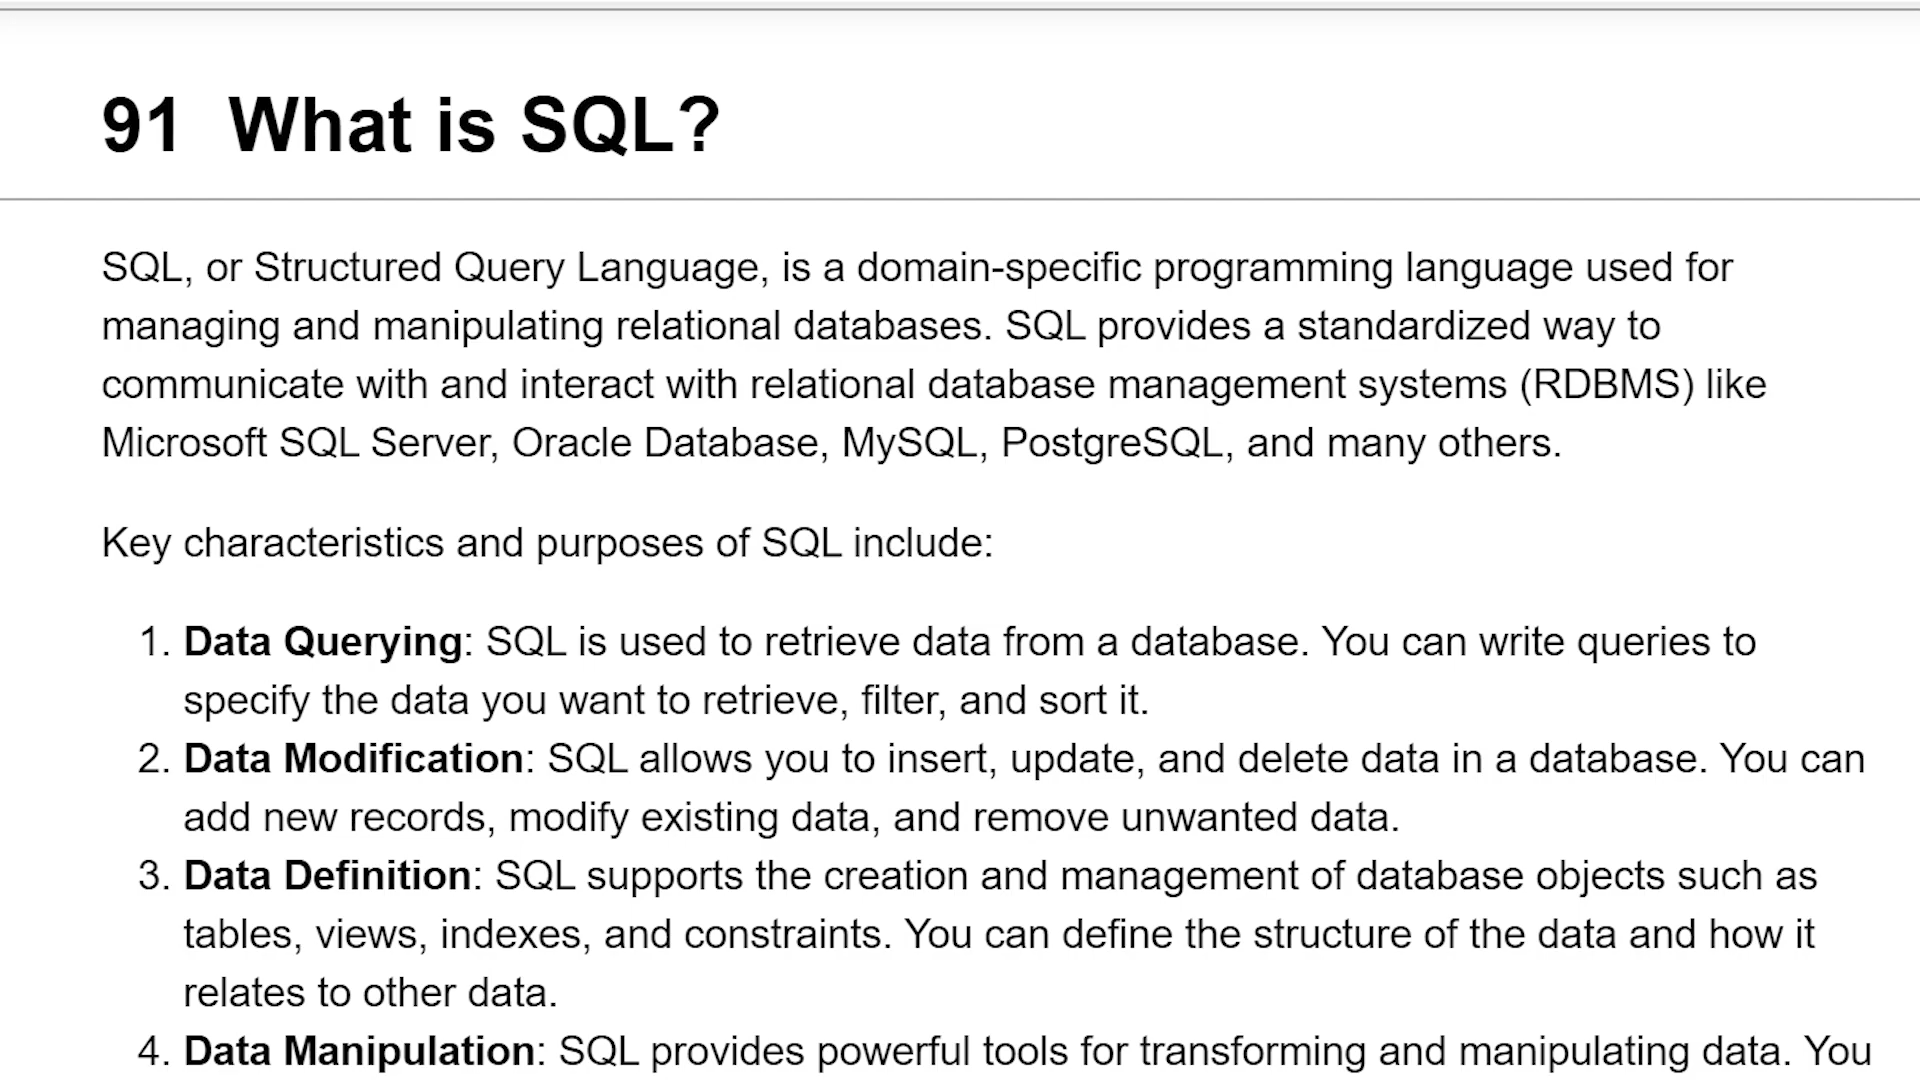 91 What is SQL?
SQL, or Structured Query Language, is a domain-specific programming language used for
managing and manipulating relational databases. SQL provides a standardized way to
communicate with and interact with relational database management systems (RDBMS) like
Microsoft SQL Server, Oracle Database, MySQL, PostgreSQL, and many others.
Key characteristics and purposes of SQL include:
1. Data Querying: SQL is used to retrieve data from a database. You can write queries to
specify the data you want to retrieve, filter, and sort it.
2. Data Modification: SQL allows you to insert, update, and delete data in a database. You can
add new records, modify existing data, and remove unwanted data.
3. Data Definition: SQL supports the creation and management of database objects such as
tables, views, indexes, and constraints. You can define the structure of the data and how it
relates to other data.
4. Data Manipulation: SQL provides powerful tools for transforming and manipulating data. You